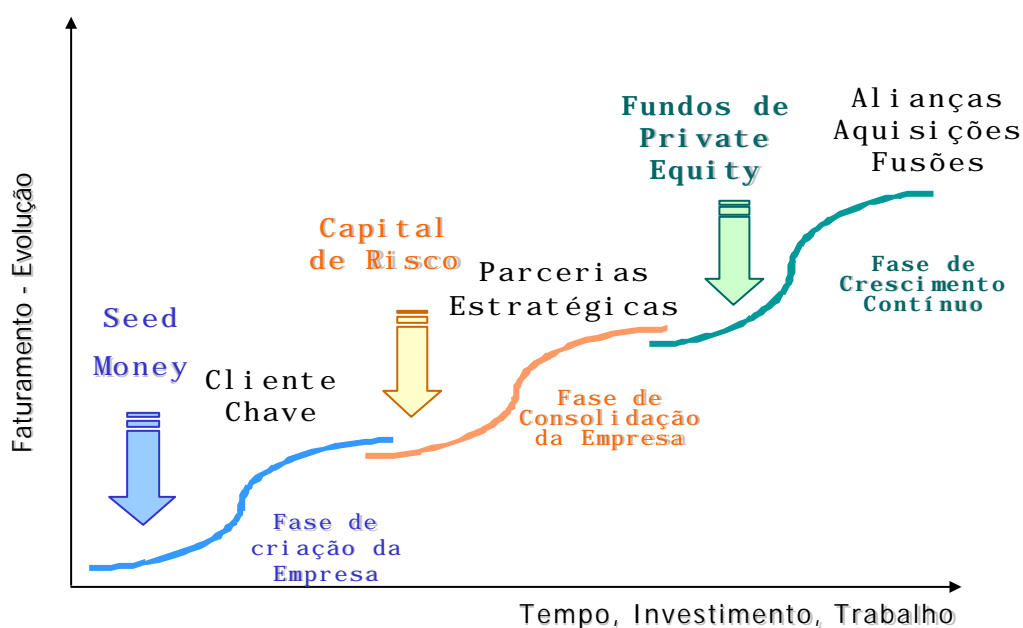 Faturamento - Evolução
Seed
Money
Cliente
Chave
Fase de
criação da
Empresa
Capital
de Risco
Parcerias
Estratégicas
Fase de
Consolidação
da Empresa
Fundos de
Private
Equity
Alianças
Aquisições
Fusões
Fase de
Crescimento
Contínuo
Tempo, Investimento, Trabalho